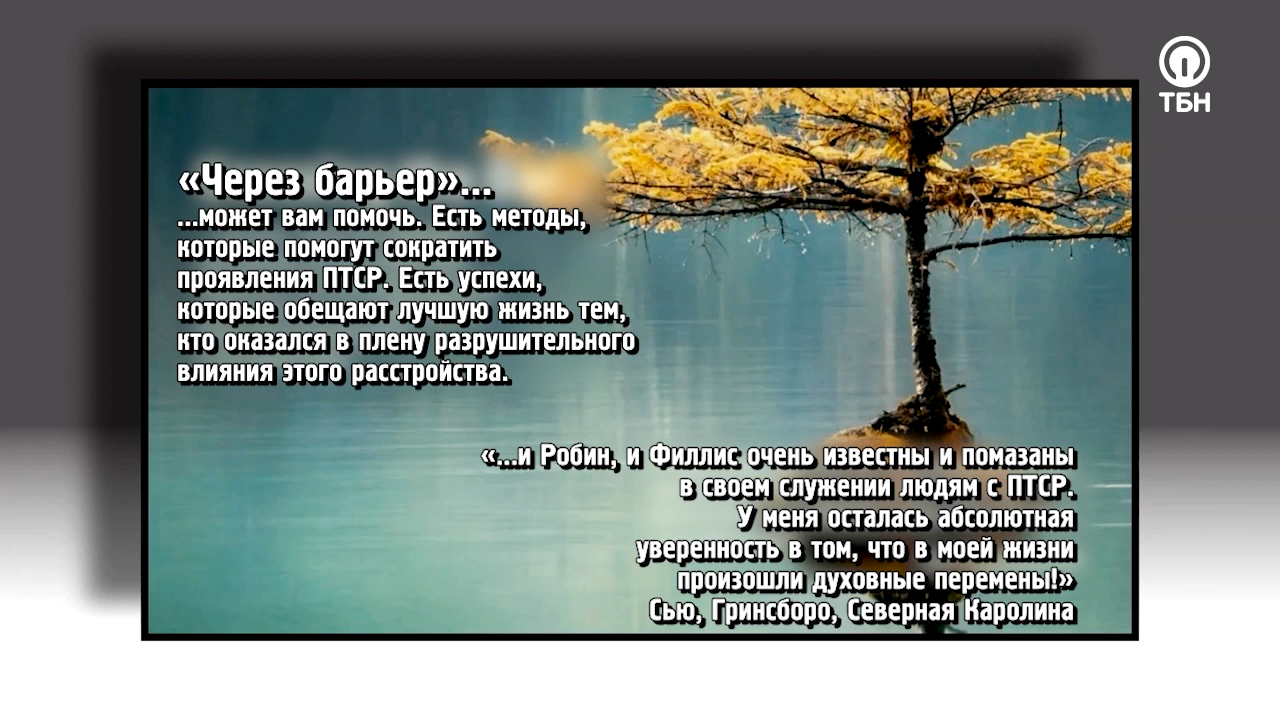 ТБН
«Через барьер»...
...может вам помочь. Есть методы,
которые помогут сократить
проявления ПТСР. Есть успехи,
которые обещают лучшую жизнь тем,
кто оказался в плену разрушительного
влияния этого расстройства.
«...и Робин, и Филлис очень известны и помазаны
в своем служении людям с ПТСР.
У меня осталась абсолютная
уверенность в том, что в моей жизни
произошли духовные перемены!»
Сью, Гринсборо, Северная Каролина